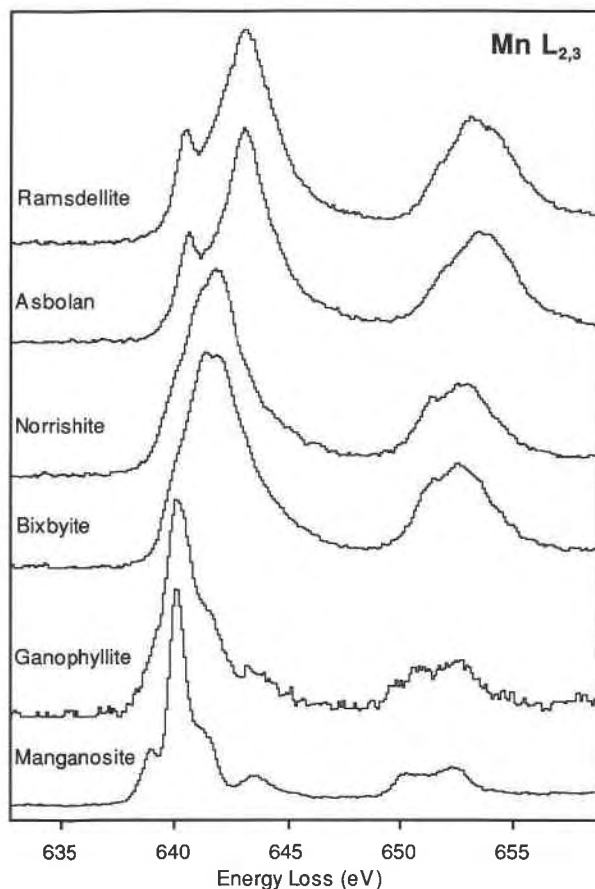 Mn L2,3
Ramsdellite
Asbolan
Norrishite
Bixbyite
Ganophyllite
Manganosite
635 640 645 650 655
Energy Loss (eV)